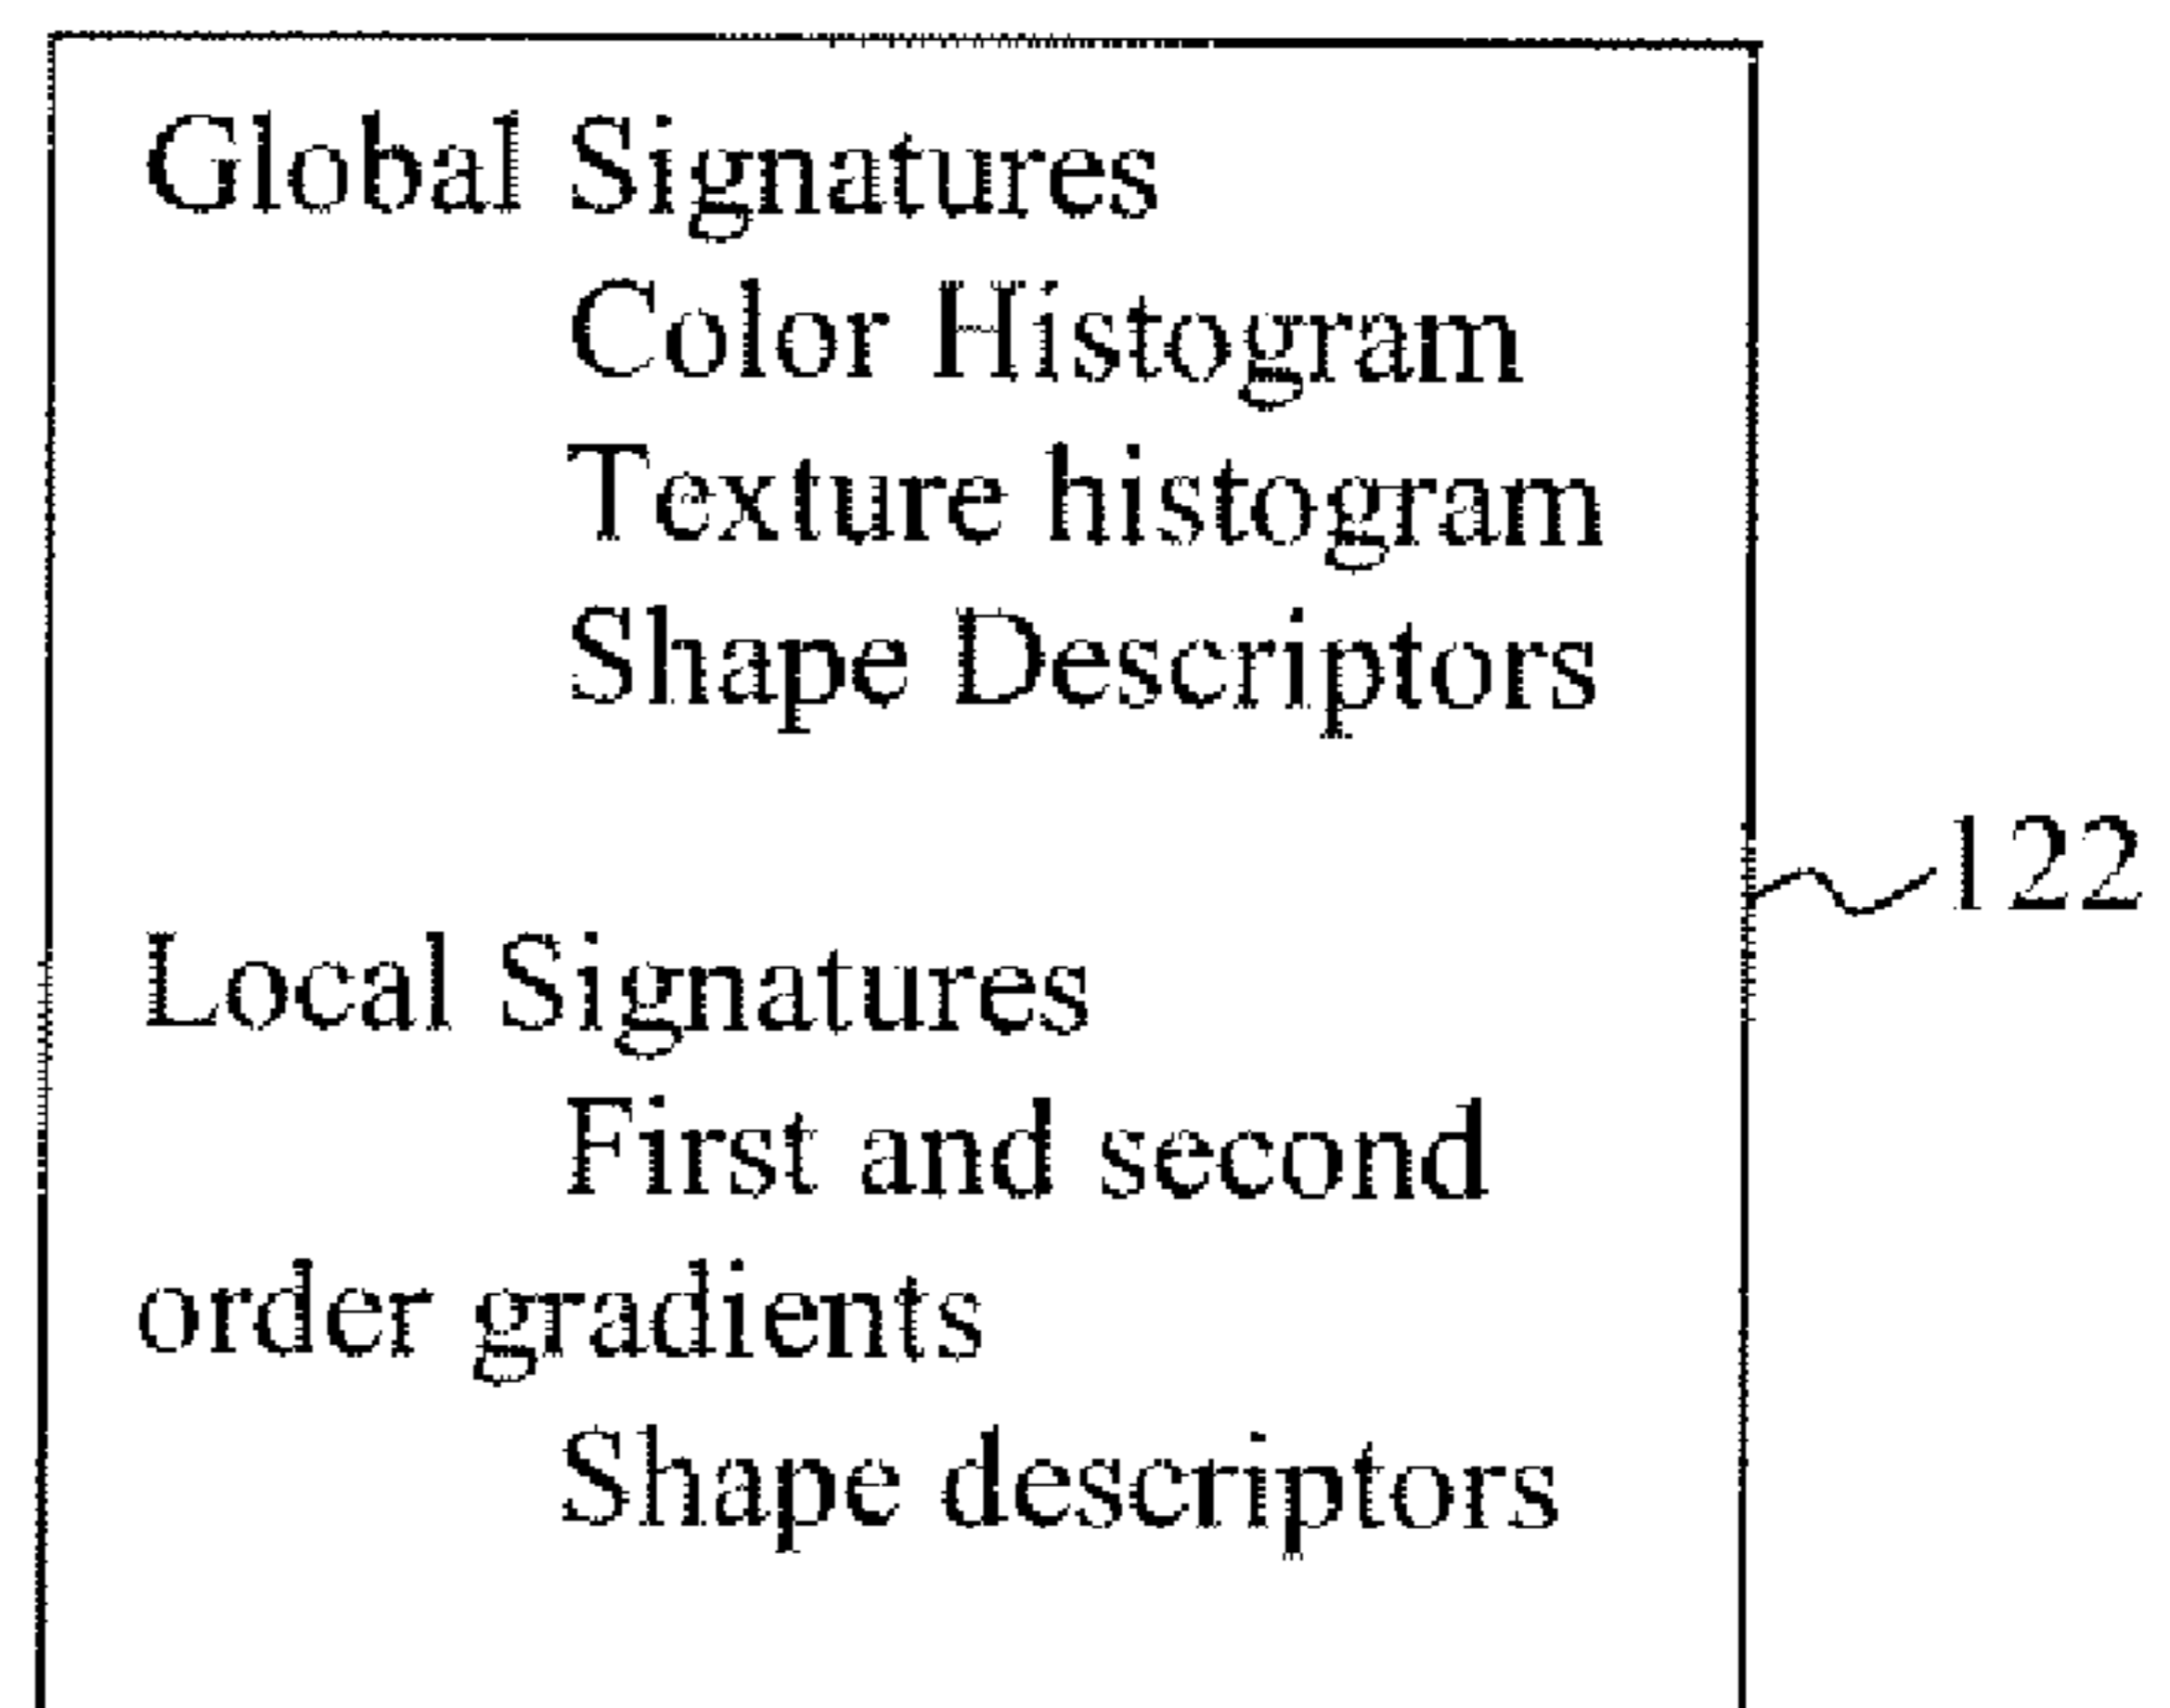 Global Signatures
Color Histogram
Texture histogram
Shape Descriptors
122
Local Signatures
First and second
order gradients
Shape descriptors